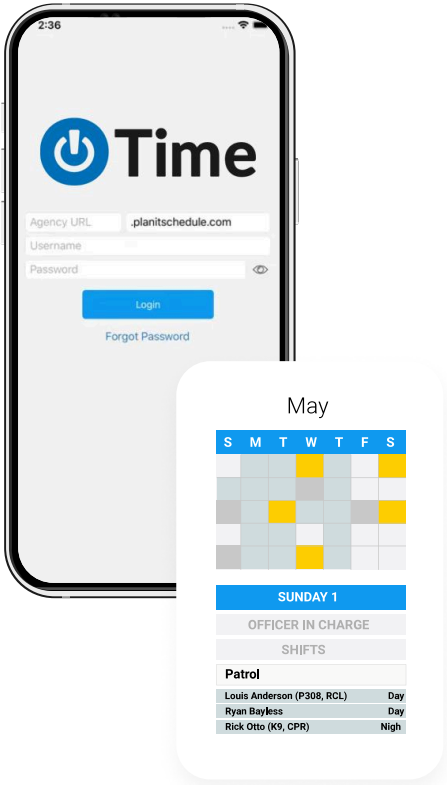 2:36
Time
Agency URL .planitschedule.com
Username
Password
Login
Forgot Password
May
S M T W T F S
SUNDAY 1
OFFICER IN CHARGE
SHIFTS
Patrol
Louis Anderson (P308, RCL) Day
Ryan Bayless Day
Rick Otto (K9, CPR) Nigh